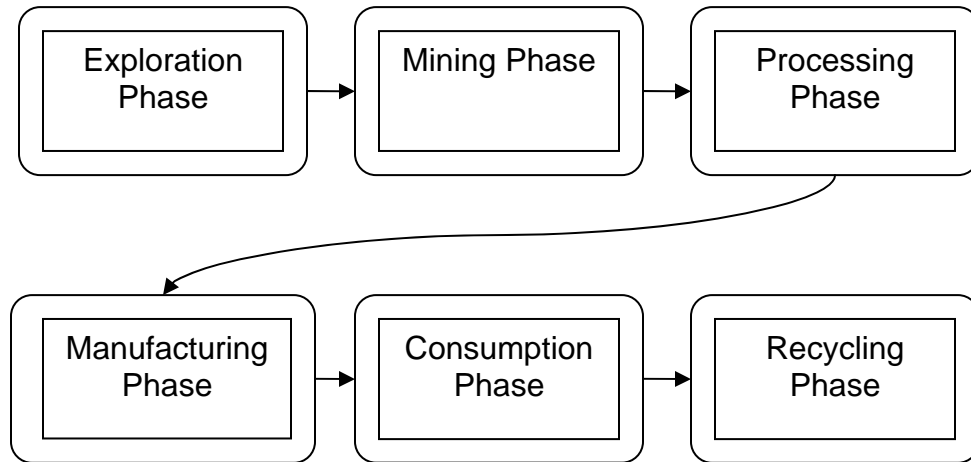 Exploration
Phase
Mining Phase
Processing
Phase
Manufacturing
Phase
Consumption
Phase
Recycling
Phase